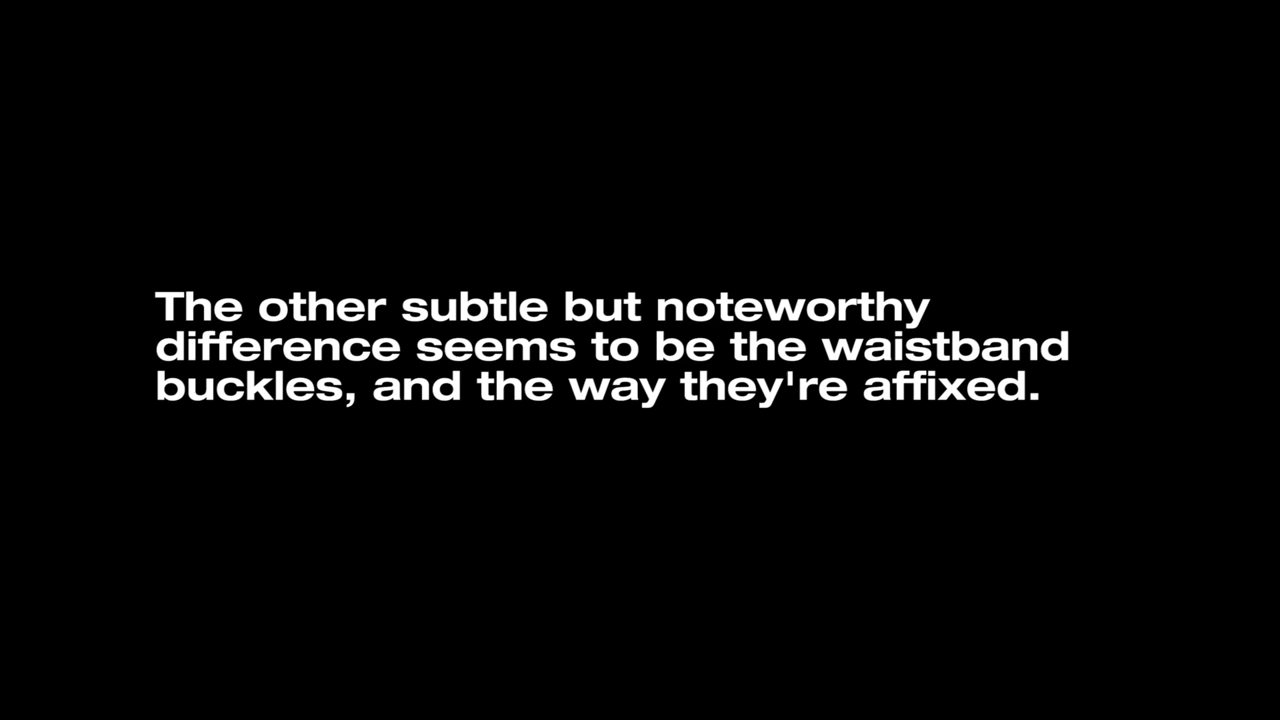 The other subtle but noteworthy
difference seems to be the waistband
buckles, and the way they're affixed.